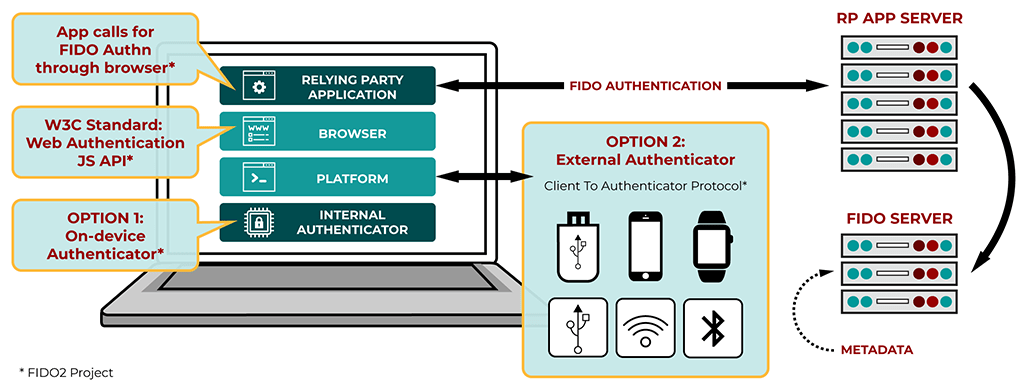 App calls for
FIDO Authn
through browser*
W3C Standard:
Web Authentication
JS API*
OPTION 1:
On-device
Authenticator*
RELYING PARTY
APPLICATION
WWW
BROWSER
PLATFORM
INTERNAL
AUTHENTICATOR
FIDO AUTHENTICATION
OPTION 2:
External Authenticator
Client To Authenticator Protocol*
RP APP SERVER
FIDO SERVER
METADATA
* FIDO2 Project